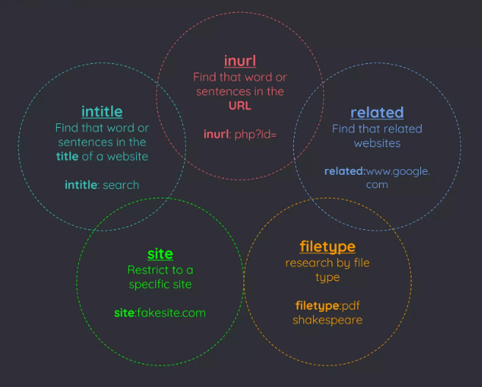 inurl
Find that word or
sentences in the
URL
inurl: php?id=
intitle
Find that word or
sentences in the
title of a website
intitle: search
related
Find that related
websites
related:www.google.
com
site
Restrict to a
specific site
site:fakesite.com
filetype
research by file
type
filetype:pdf
shakespeare